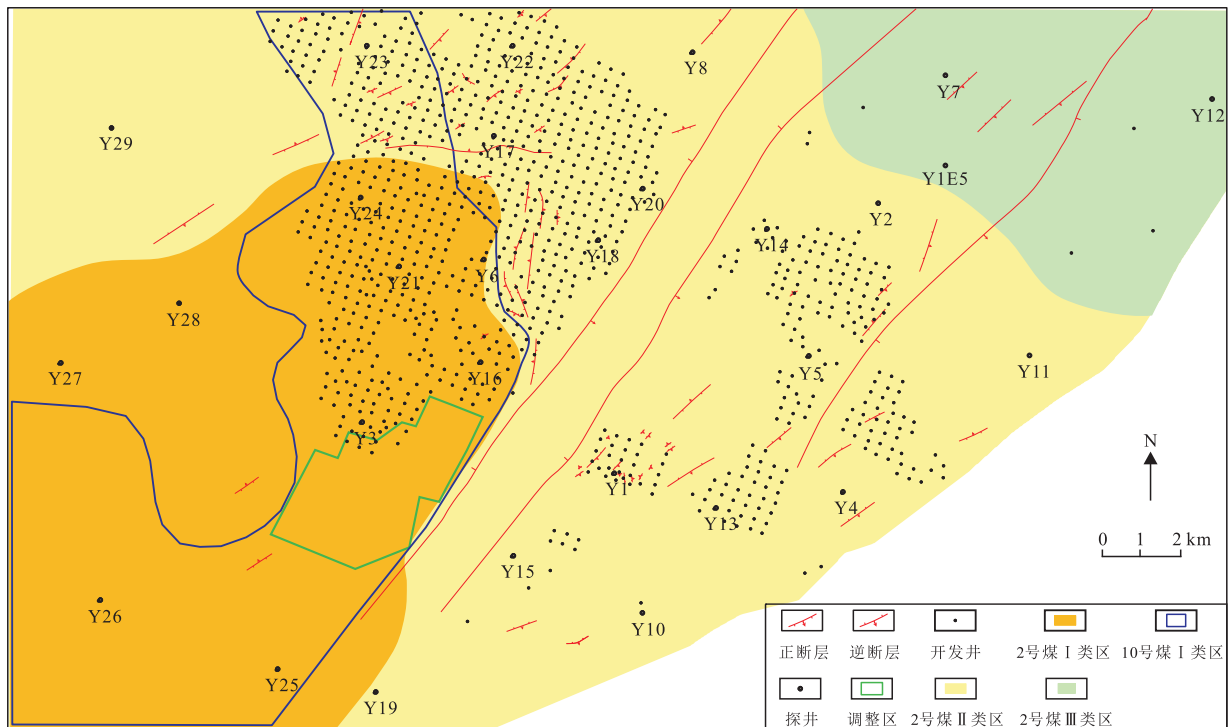 Y23
Y22
Y8
Y7
Y12
Y29
Y17
Y1E5
Y24
Y20
Y2
Y14
Y18
Y6
Y21
Y28
Y27
Y16
Y5
Y11
Y3
Y1
Y13
Y4
Y15
Y26
Y10
Y25
Y19
N
0 1 2 km
正断层 逆断层 开发井 2号煤Ⅰ类区 10号煤Ⅰ类区
探井 调整区 2号煤Ⅱ类区 2号煤Ⅲ类区